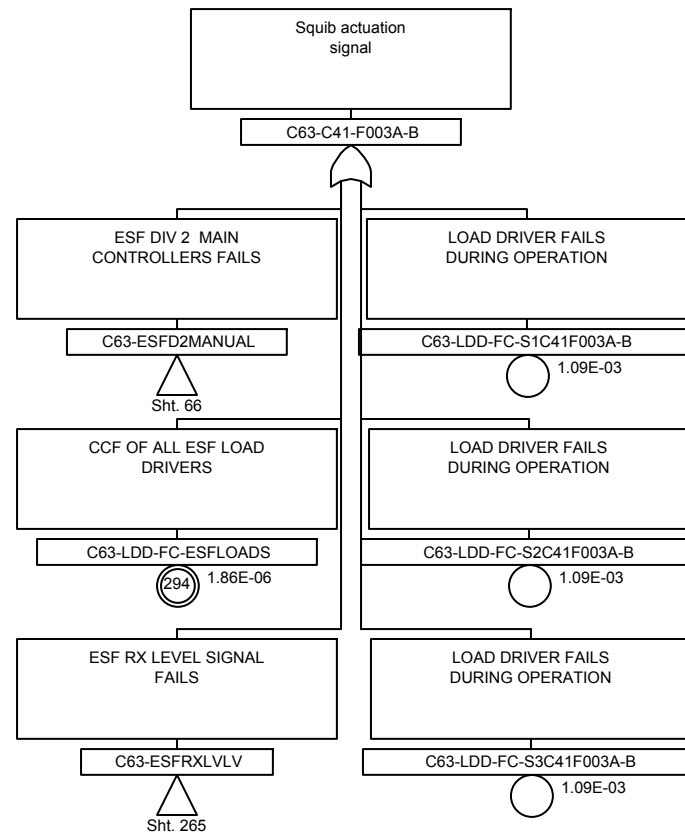 Squib actuation
signal
C63-C41-F003A-B
ESF DIV 2 MAIN
CONTROLLERS FAILS
C63-ESFD2MANUAL
Sht. 66
LOAD DRIVER FAILS
DURING OPERATION
C63-LDD-FC-S1C41F003A-B
1.09E-03
CCF OF ALL ESF LOAD
DRIVERS
C63-LDD-FC-ESFLOADS
294
1.86E-06
LOAD DRIVER FAILS
DURING OPERATION
C63-LDD-FC-S2C41F003A-B
1.09E-03
ESF RX LEVEL SIGNAL
FAILS
C63-ESFRXLVLV
Sht. 265
LOAD DRIVER FAILS
DURING OPERATION
C63-LDD-FC-S3C41F003A-B
1.09E-03